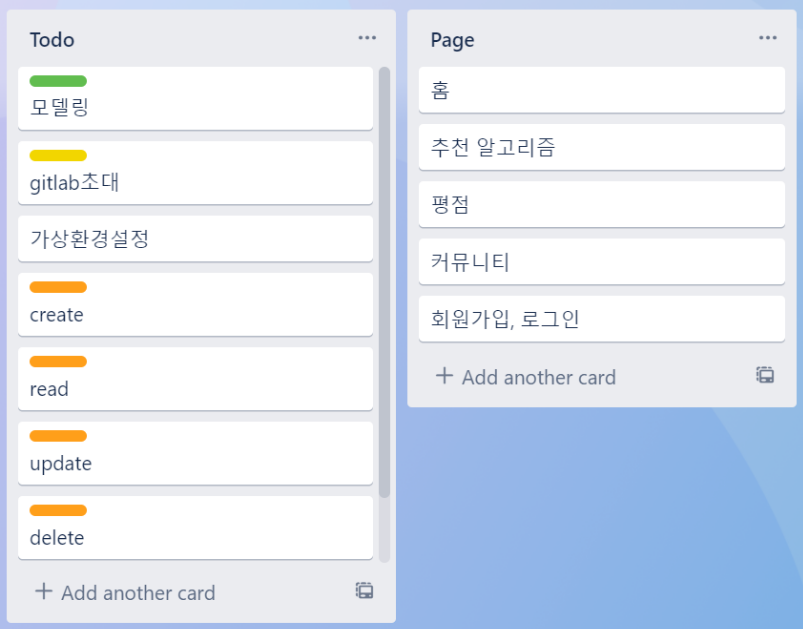 Todo
모델링
gitlab초대
가상환경설정
create
read
update
delete
+ Add another card
Page
홈
추천 알고리즘
평점
커뮤니티
회원가입, 로그인
+ Add another card